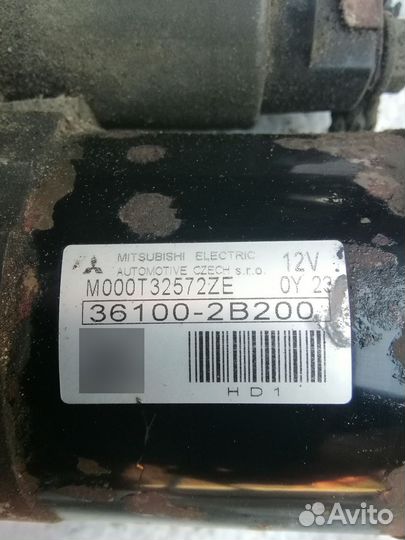 MITSUBISHI ELECTRIC
AUTOMOTIVE CZECH s.r.o.
12V
M000T32572ZE 0Y 23
36100-2B200
HD1
Avito